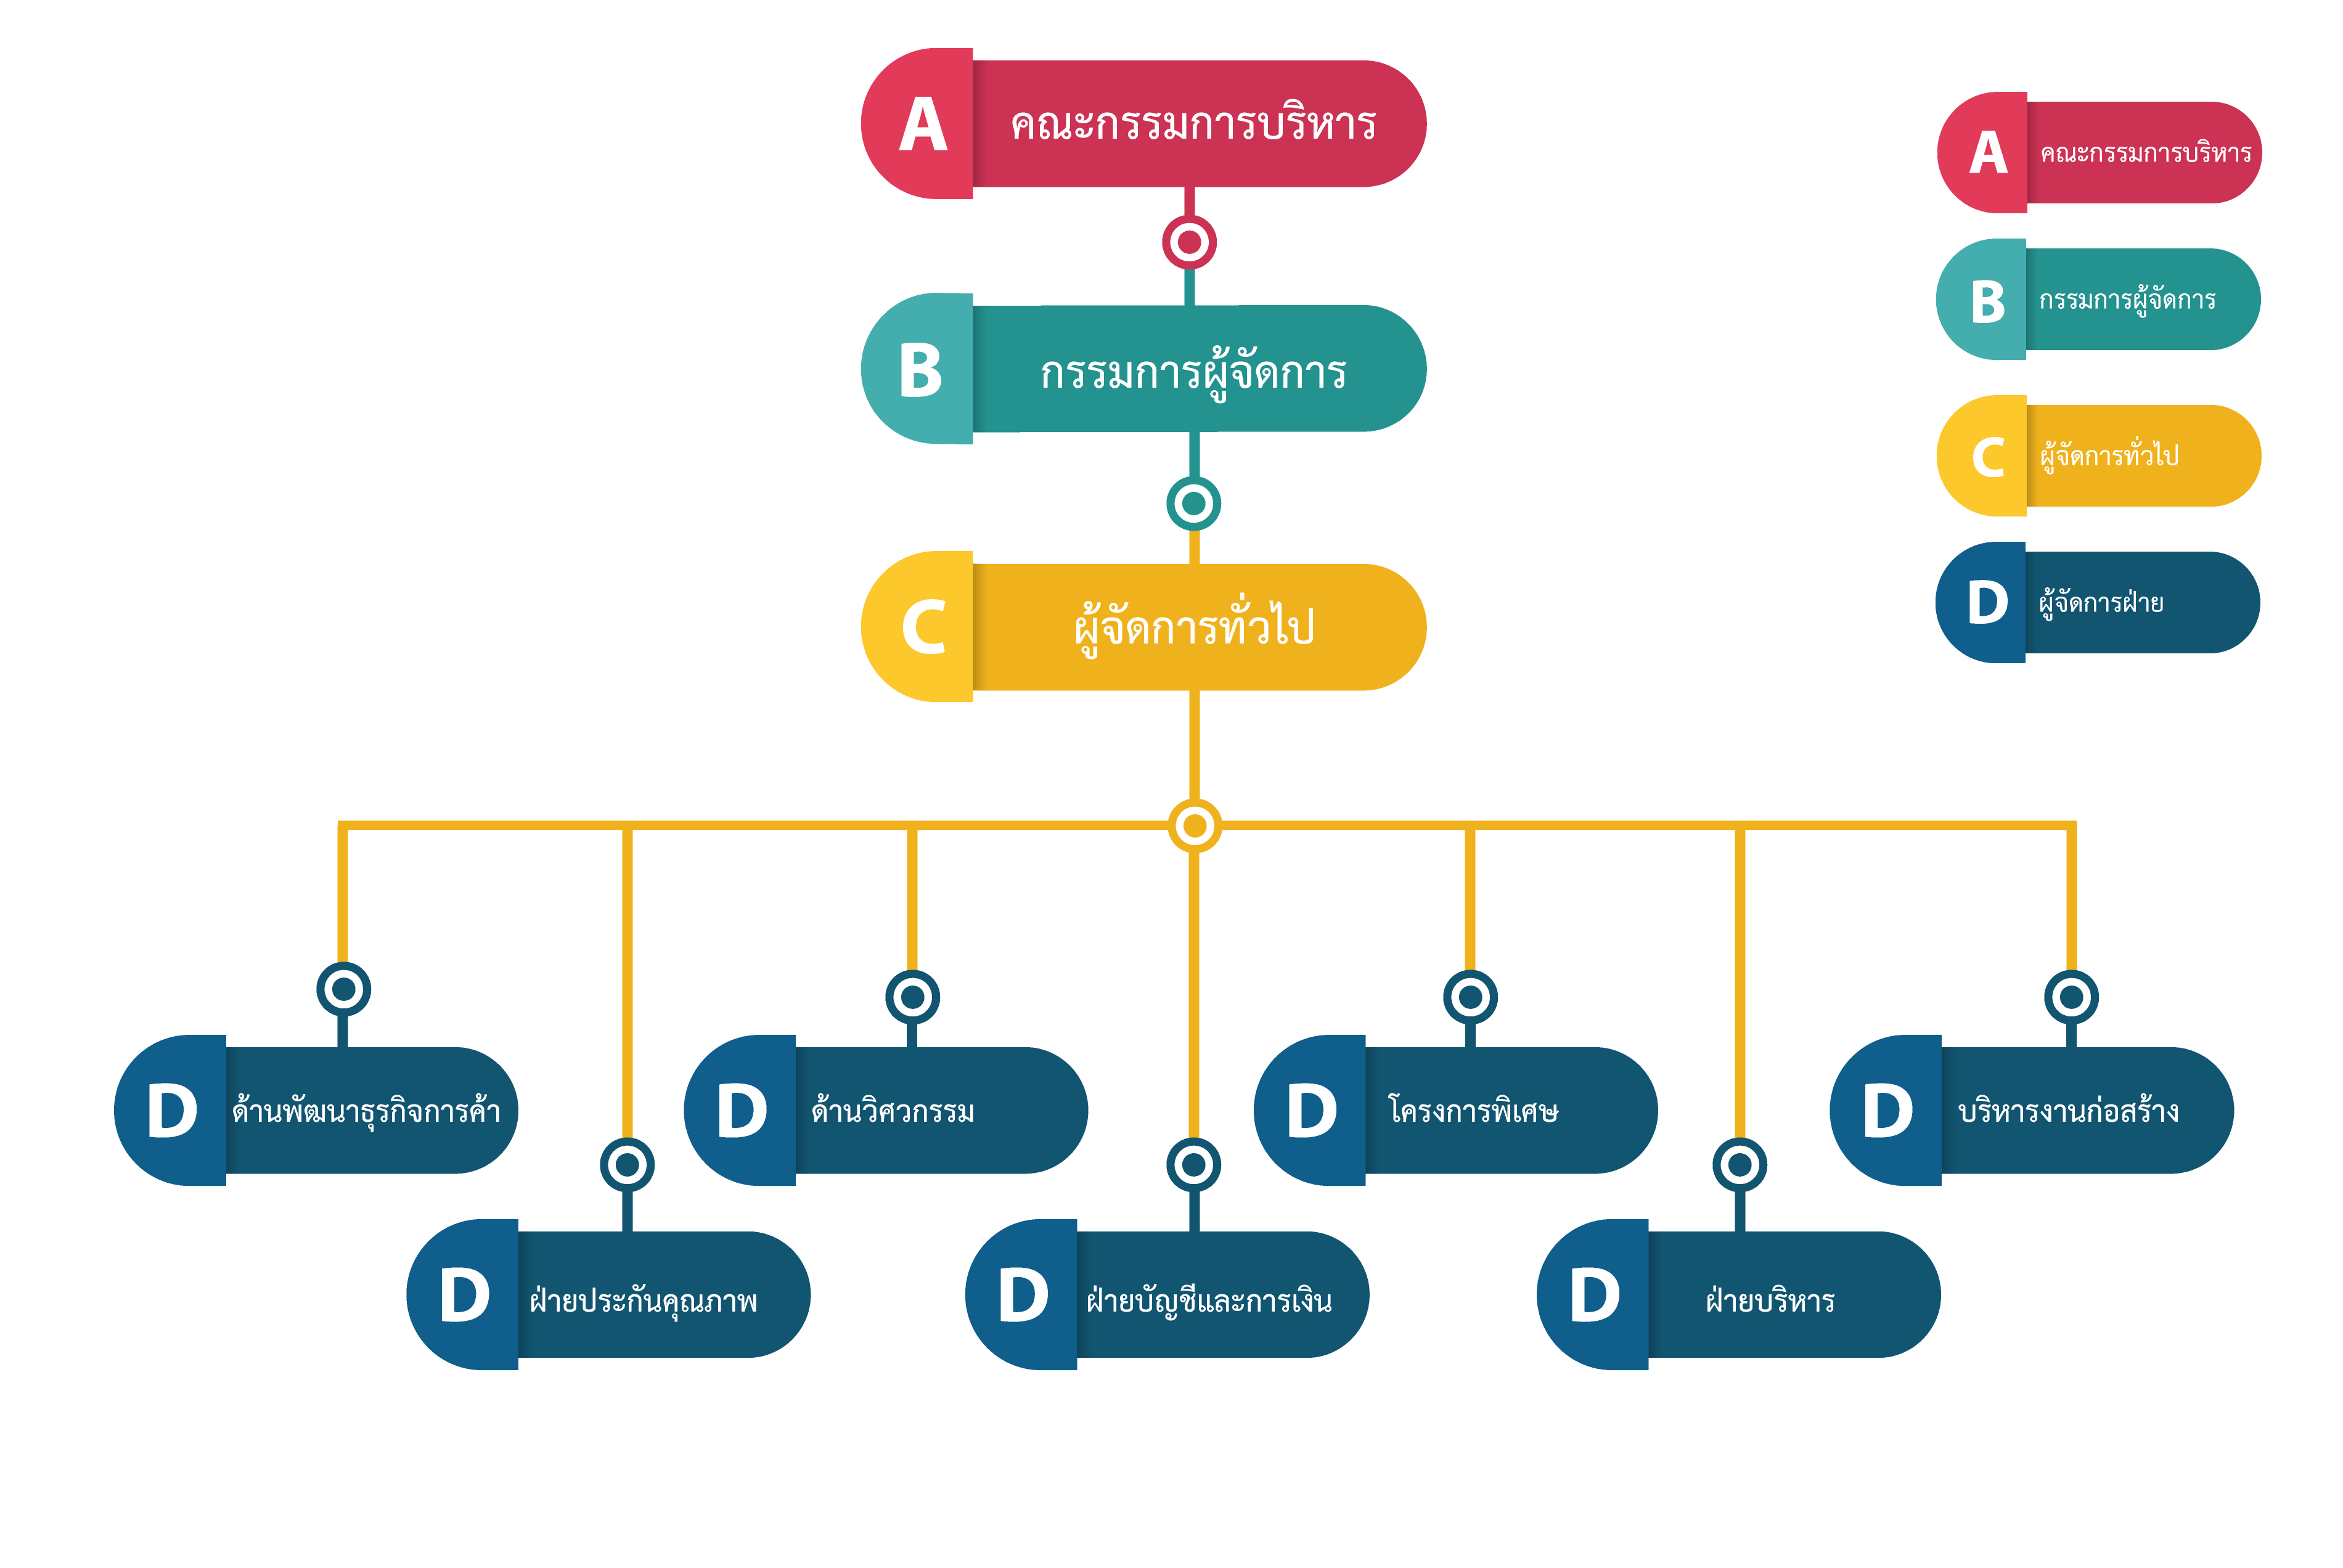 A คณะกรรมการบริหาร
B กรรมการผู้จัดการ
C ผู้จัดการทั่วไป
A คณะกรรมการบริหาร
B กรรมการผู้จัดการ
C ผู้จัดการทั่วไป
D ผู้จัดการฝ่าย
D ด้านพัฒนาธุรกิจการค้า
D ด้านวิศวกรรม
D โครงการพิเศษ
D บริหารงานก่อสร้าง
D ฝ่ายประกันคุณภาพ
D ฝ่ายบัญชีและการเงิน
D ฝ่ายบริหาร